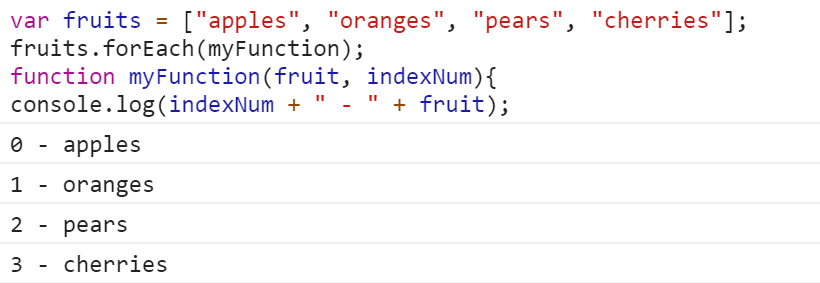 var fruits = ["apples", "oranges", "pears", "cherries"];
fruits.forEach(myFunction);
function myFunction(fruit, indexNum){
console.log(indexNum + " - " + fruit);
0 - apples
1 - oranges
2 - pears
3 - cherries